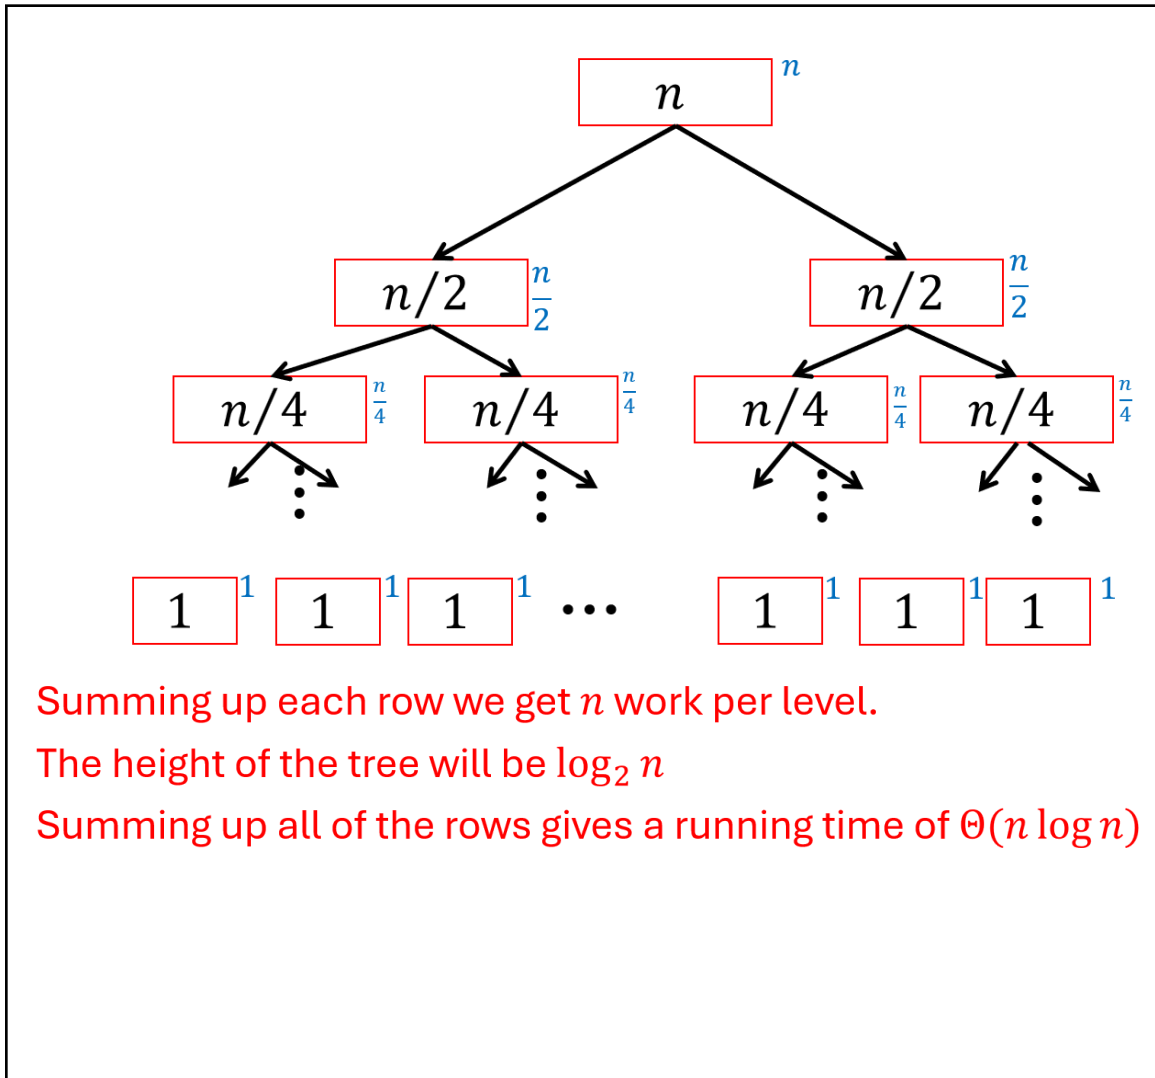 n n
n/2 n/2 n/2 n/2
n/4 n/4 n/4 n/4 n/4 n/4 n/4 n/4
1 1 1 1 1 1 ... 1 1 1 1 1 1
Summing up each row we get n work per level.
The height of the tree will be log₂ n
Summing up all of the rows gives a running time of Θ(n log n)